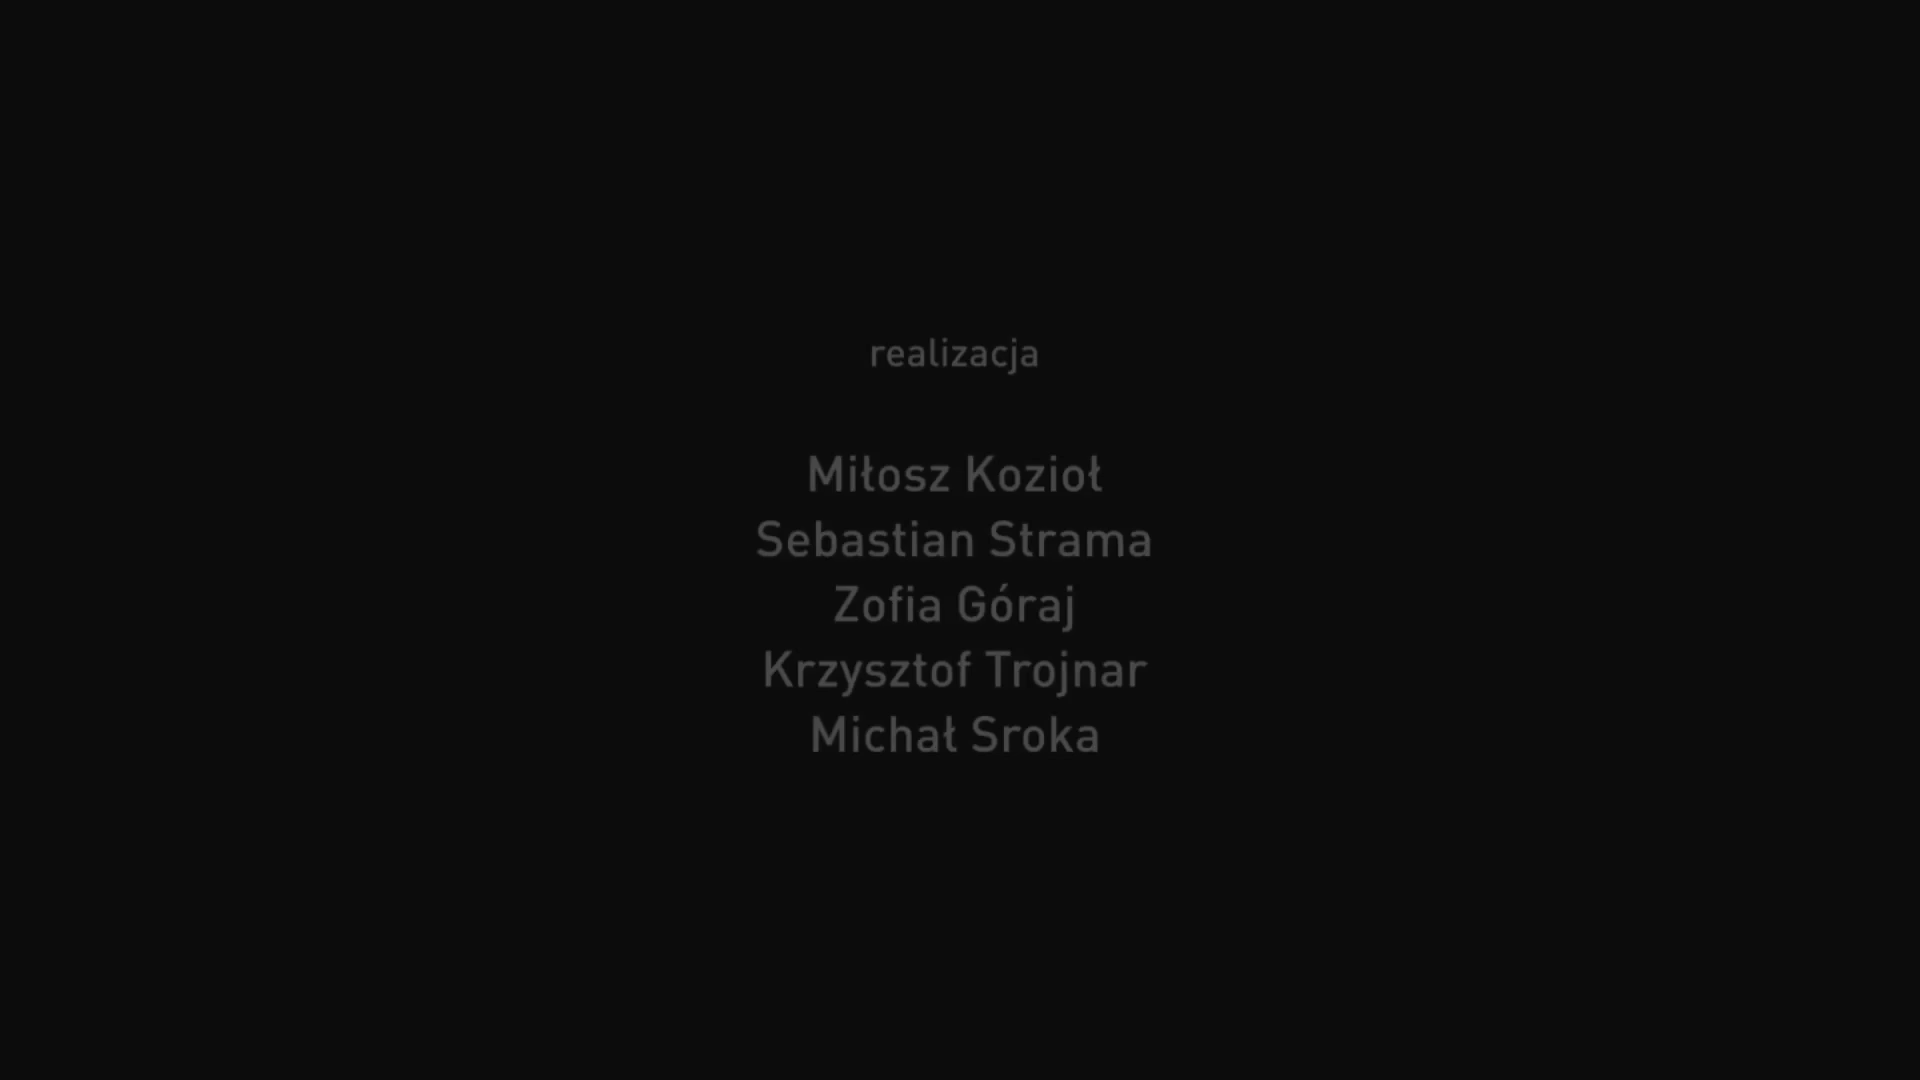 realizacja
Miłosz Kozioł
Sebastian Strama
Zofia Góraj
Krzysztof Trojnar
Michał Sroka